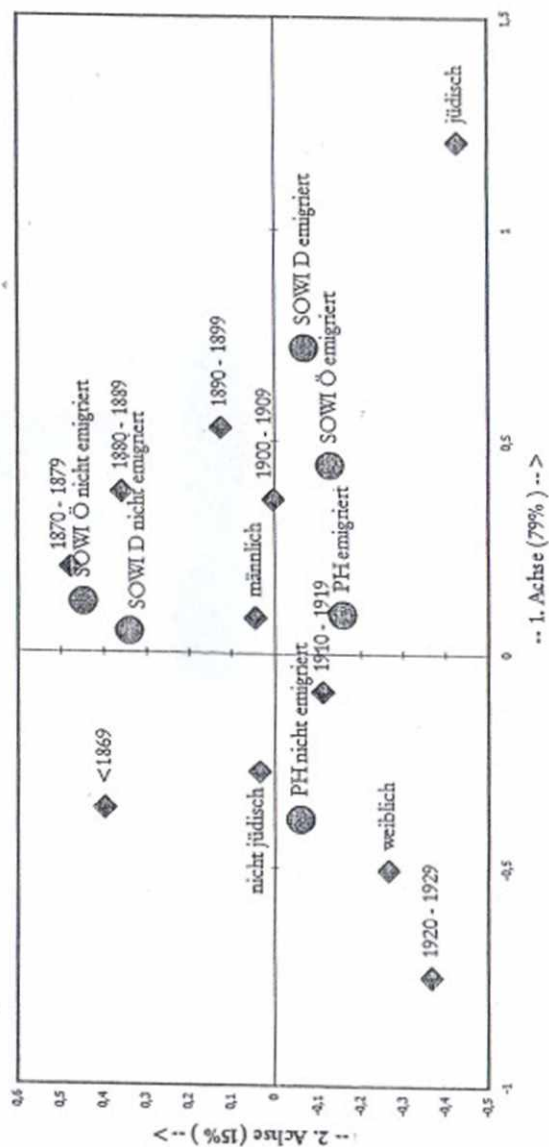 0,6
0,5
0,4
0,3
0,2
0,1
0
-0,1
-0,2
-0,3
-0,4
-0,5
-- 2. Achse (15% ) -- >
1870 - 1879
SOWI Ö nicht emigriert
<1869
1880 - 1889
SOWI D nicht emigriert
1890 - 1899
männlich
nicht jüdisch
1900 - 1909
PH nicht emigriert
SOWI D emigriert
1910 - 1919
SOWI Ö emigriert
PH emigriert
weiblich
1920 - 1929
jüdisch
-1
-0,5
0
0,5
1
1,5
-- 1. Achse (79% ) -- >